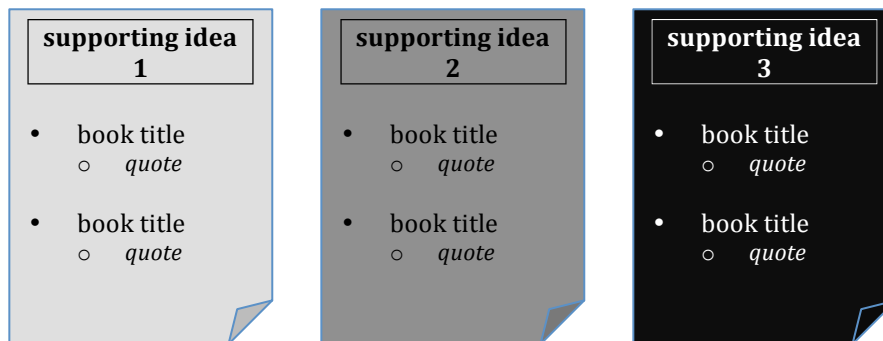 supporting idea
1
• book title
o quote
• book title
o quote
supporting idea
2
• book title
o quote
• book title
o quote
supporting idea
3
• book title
o quote
• book title
o quote